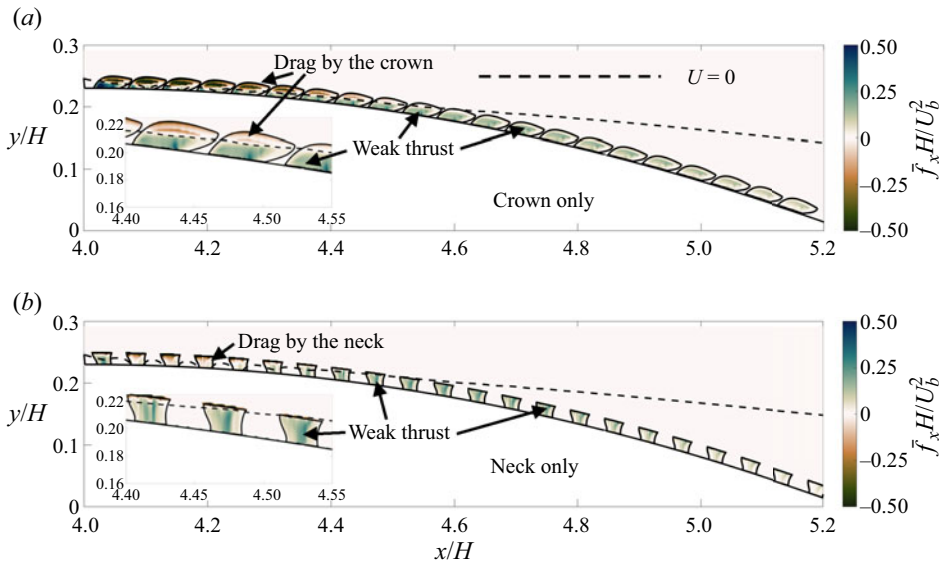 (a)
0.3
0.2
0.1
0
y/H
Drag by the crown
U = 0
0.22
0.20
0.18
0.16
4.40 4.45 4.50 4.55
Weak thrust
Crown only
4.0 4.2 4.4 4.6 4.8 5.0 5.2
0.50
0.25
0
–0.25
–0.50
f̄xH/U²b
(b)
0.3
0.2
0.1
0
y/H
Drag by the neck
0.22
0.20
0.18
0.16
4.40 4.45 4.50 4.55
Weak thrust
Neck only
4.0 4.2 4.4 4.6 4.8 5.0 5.2
x/H
0.50
0.25
0
–0.25
–0.50
f̄xH/U²b